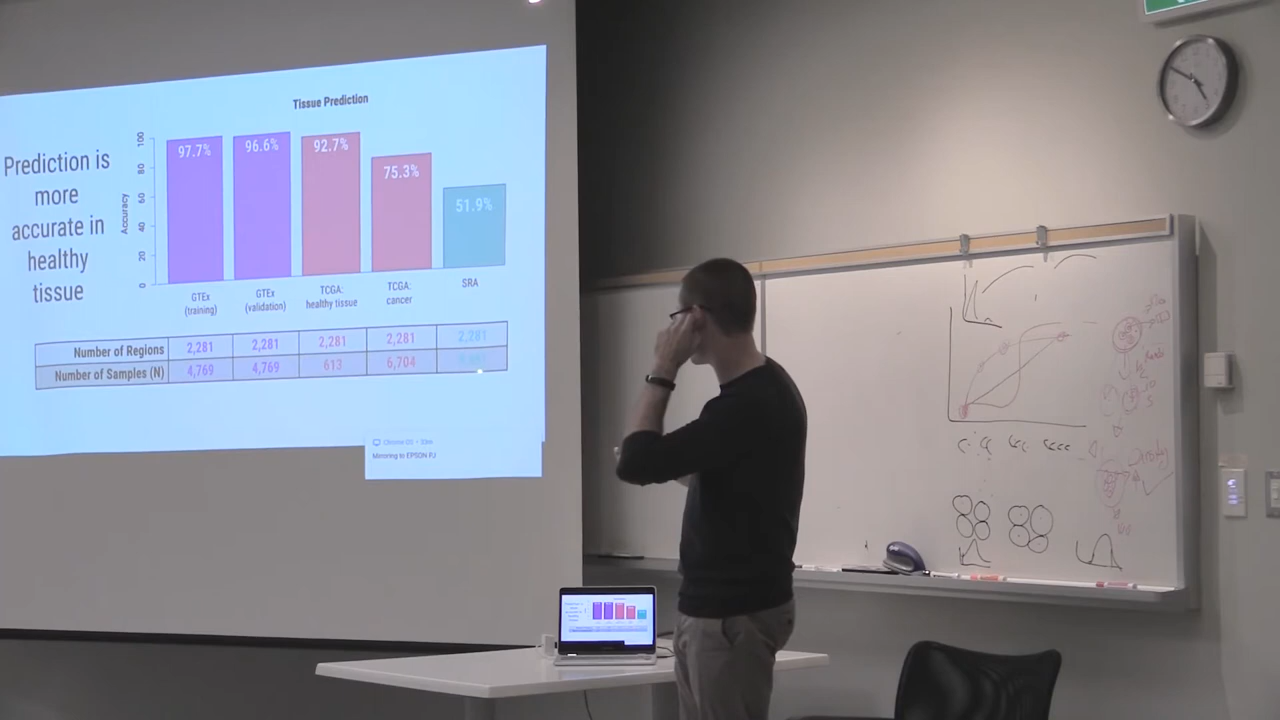 Tissue Prediction
Prediction is
more
accurate in
healthy
tissue
Accuracy
100
80
60
40
20
0
97.7%
96.6%
92.7%
75.3%
51.9%
GTEx
(training)
GTEx
(validation)
TCGA:
healthy tissue
TCGA:
cancer
SRA
Number of Regions 2,281 2,281 2,281 2,281 2,281
Number of Samples (N) 4,769 4,769 613 6,704
Mirroring to EPSON PJ